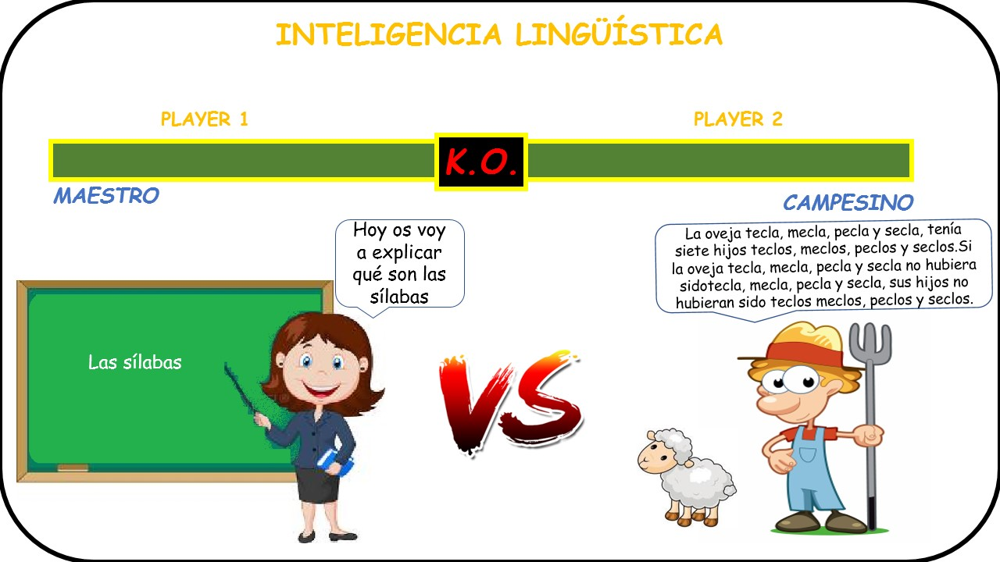 INTELIGENCIA LINGÜÍSTICA
PLAYER 1
PLAYER 2
K.O.
MAESTRO
CAMPESINO
Hoy os voy
a explicar
qué son las
sílabas
La oveja tecla, mecla, pecla y secla, tenía
siete hijos teclos, meclos, peclos y seclos.Si
la oveja tecla, mecla, pecla y secla no hubiera
sidotecla, mecla, pecla y secla, sus hijos no
hubieran sido teclos meclos, peclos y seclos.
Las sílabas
VS